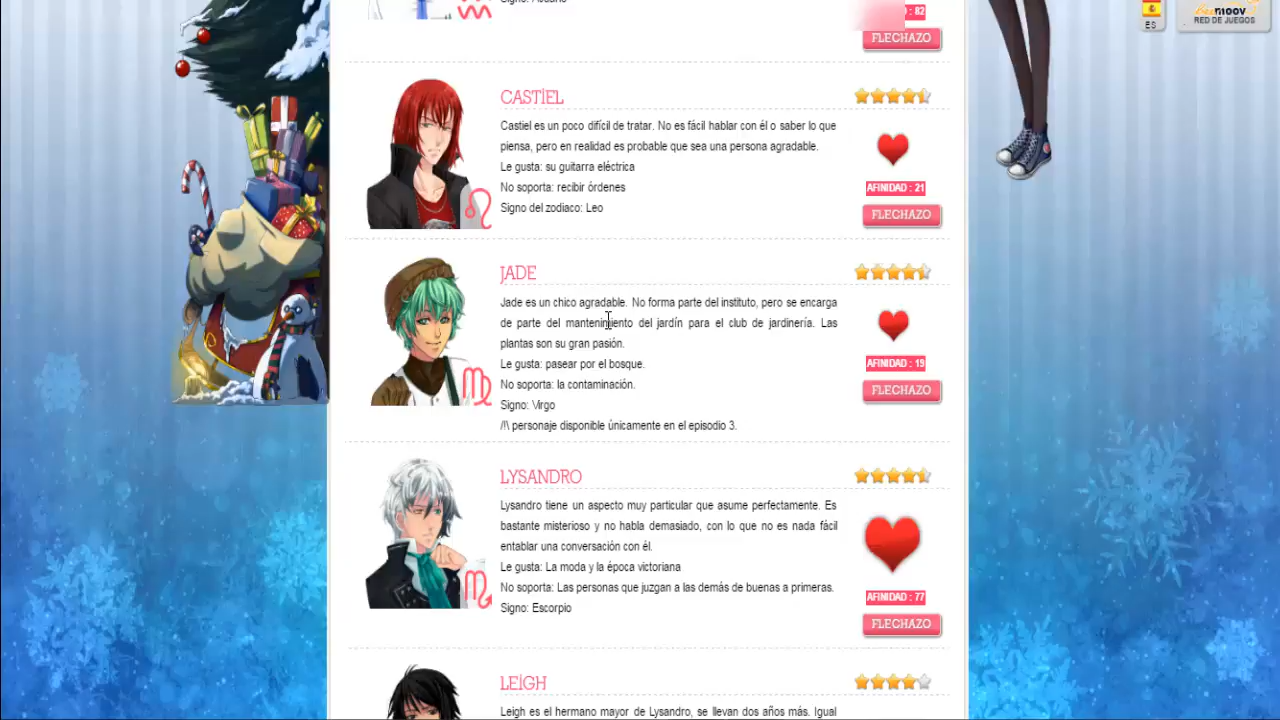 : 82
ES
RED DE JUEGOS
FLECHAZO
CASTIEL
Castiel es un poco difícil de tratar. No es fácil hablar con él o saber lo que
piensa, pero en realidad es probable que sea una persona agradable.
Le gusta: su guitarra eléctrica
No soporta: recibir órdenes
Signo del zodiaco: Leo
AFINIDAD : 21
FLECHAZO
JADE
Jade es un chico agradable. No forma parte del instituto, pero se encarga
de parte del mantenimiento del jardín para el club de jardinería. Las
plantas son su gran pasión.
Le gusta: pasear por el bosque.
No soporta: la contaminación.
Signo: Virgo
/!\ personaje disponible únicamente en el episodio 3.
AFINIDAD : 19
FLECHAZO
LYSANDRO
Lysandro tiene un aspecto muy particular que asume perfectamente. Es
bastante misterioso y no habla demasiado, con lo que no es nada fácil
entablar una conversación con él.
Le gusta: La moda y la época victoriana
No soporta: Las personas que juzgan a las demás de buenas a primeras.
Signo: Escorpio
AFINIDAD : 77
FLECHAZO
LEIGH
Leigh es el hermano mayor de Lysandro, se llevan dos años más. Igual